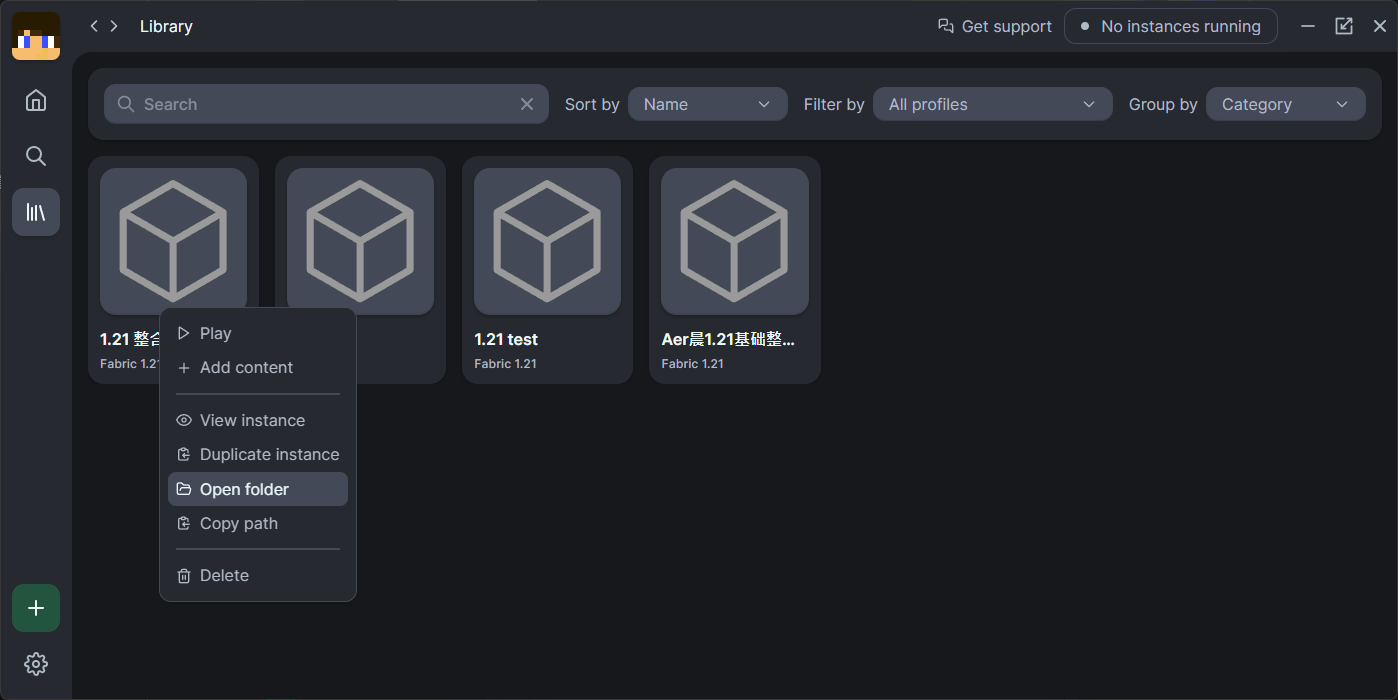 Library
Get support
No instances running
Search
Sort by
Name
Filter by
All profiles
Group by
Category
1.21 整合
Fabric 1.21
1.21 test
Fabric 1.21
Aer晨1.21基础整...
Fabric 1.21
Play
Add content
View instance
Duplicate instance
Open folder
Copy path
Delete